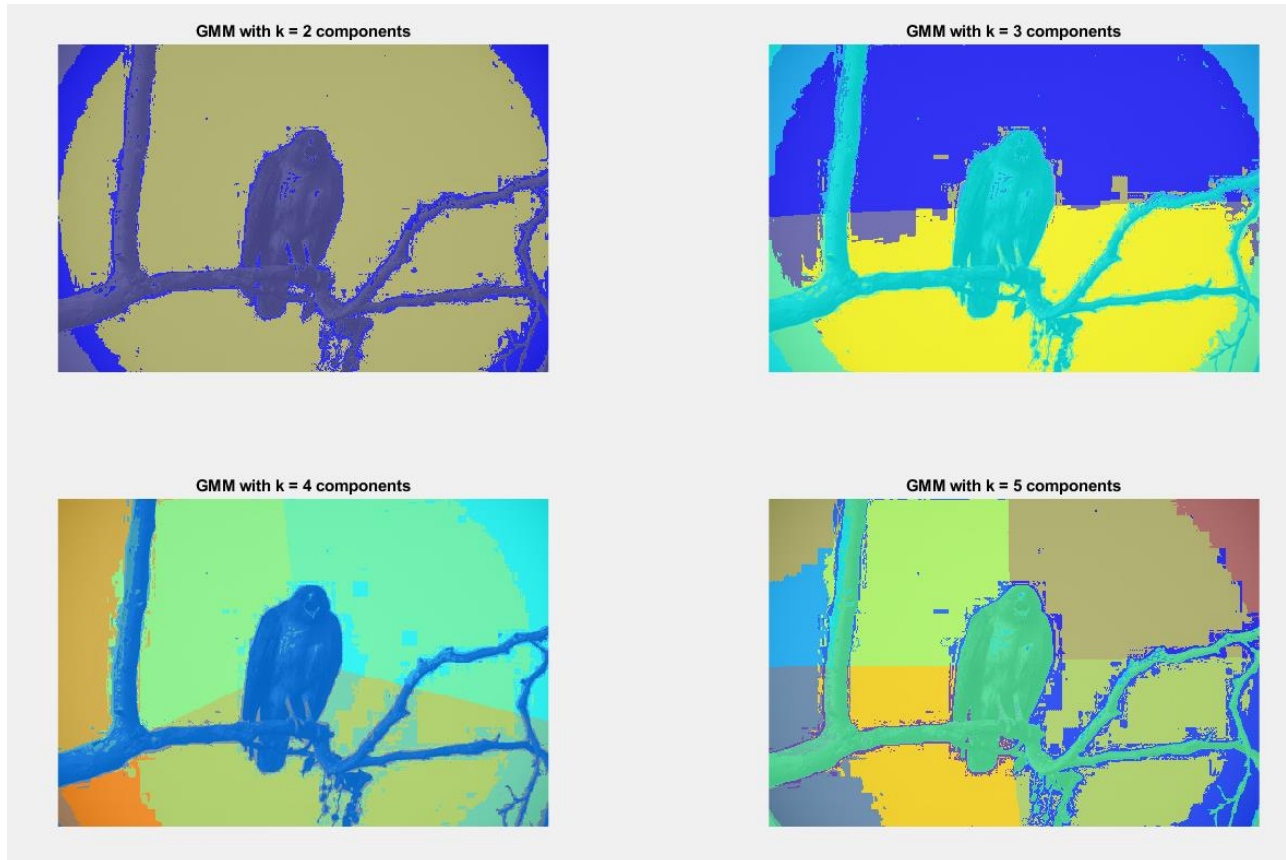 GMM with k = 2 components
GMM with k = 3 components
GMM with k = 4 components
GMM with k = 5 components